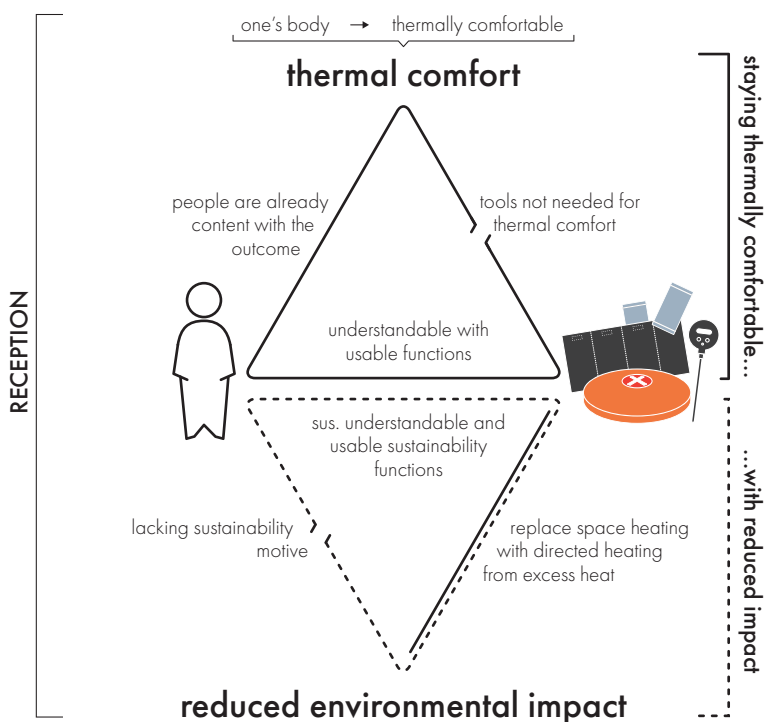 one's body → thermally comfortable
thermal comfort
people are already
content with the
outcome
tools not needed for
thermal comfort
understandable with
usable functions
RECEPTION
staying thermally comfortable...
sus. understandable and
usable sustainability
functions
lacking sustainability
motive
replace space heating
with directed heating
from excess heat
...with reduced impact
reduced environmental impact